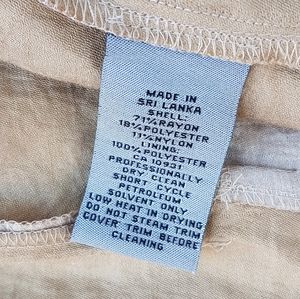 MADE IN
SRI LANKA
SHELL:
71%RAYON
18%POLYESTER
11%NYLON
LINING:
100%POLYESTER
CA 10931
PROFESSIONALLY
DRY CLEAN
SHORT CYCLE
PETROLEUM
SOLVENT ONLY
LOW HEAT IN DRYING
DO NOT STEAM TRIM
COVER TRIM BEFORE
CLEANING